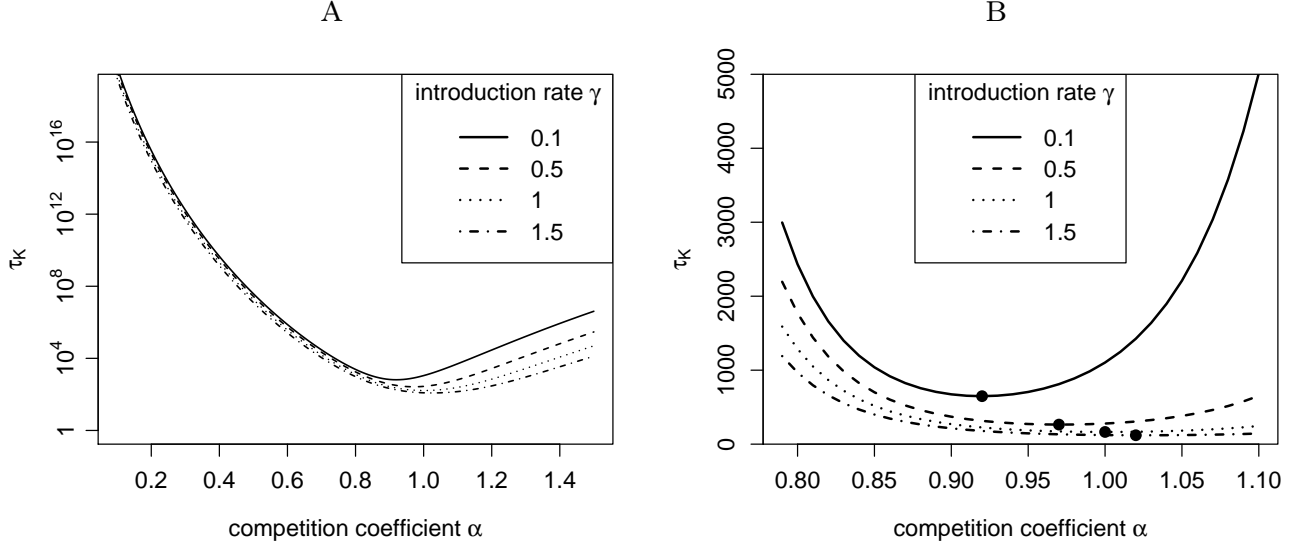 A
introduction rate γ
0.1
0.5
1
1.5
τK
10^16
10^12
10^8
10^4
1
0.2 0.4 0.6 0.8 1.0 1.2 1.4
competition coefficient α
B
introduction rate γ
0.1
0.5
1
1.5
τK
5000
4000
3000
2000
1000
0
0.80 0.85 0.90 0.95 1.00 1.05 1.10
competition coefficient α